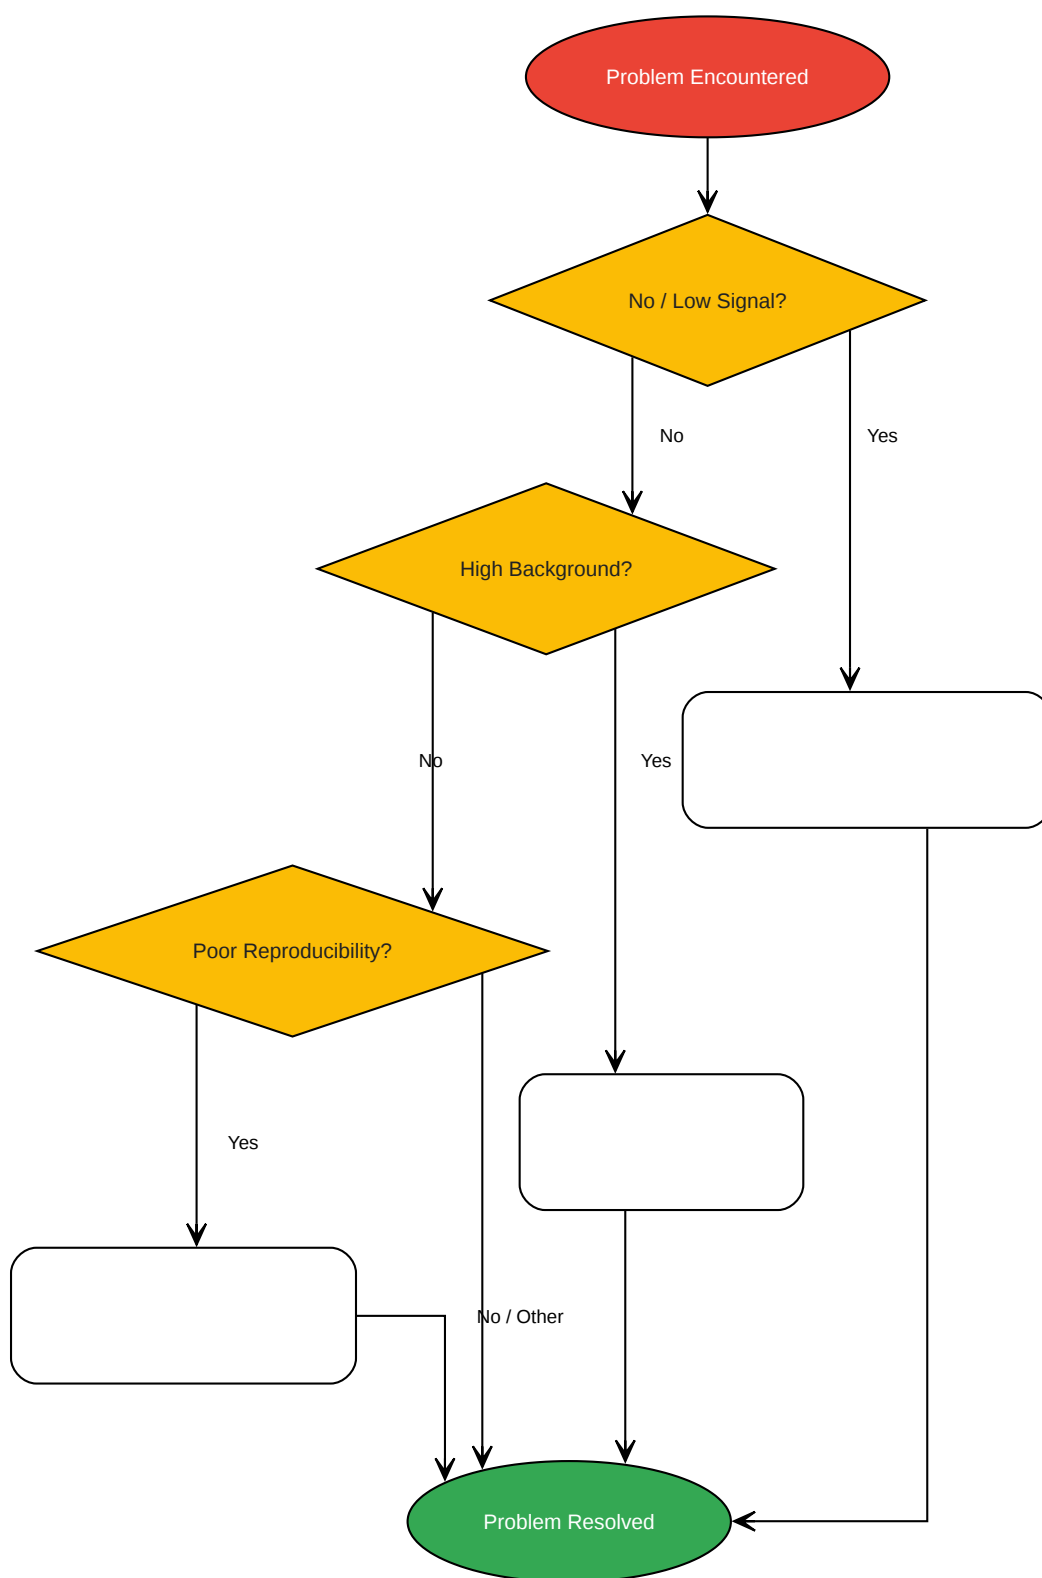 Problem Encountered
No / Low Signal?
No
Yes
High Background?
No
Yes
Poor Reproducibility?
Yes
No / Other
Problem Resolved